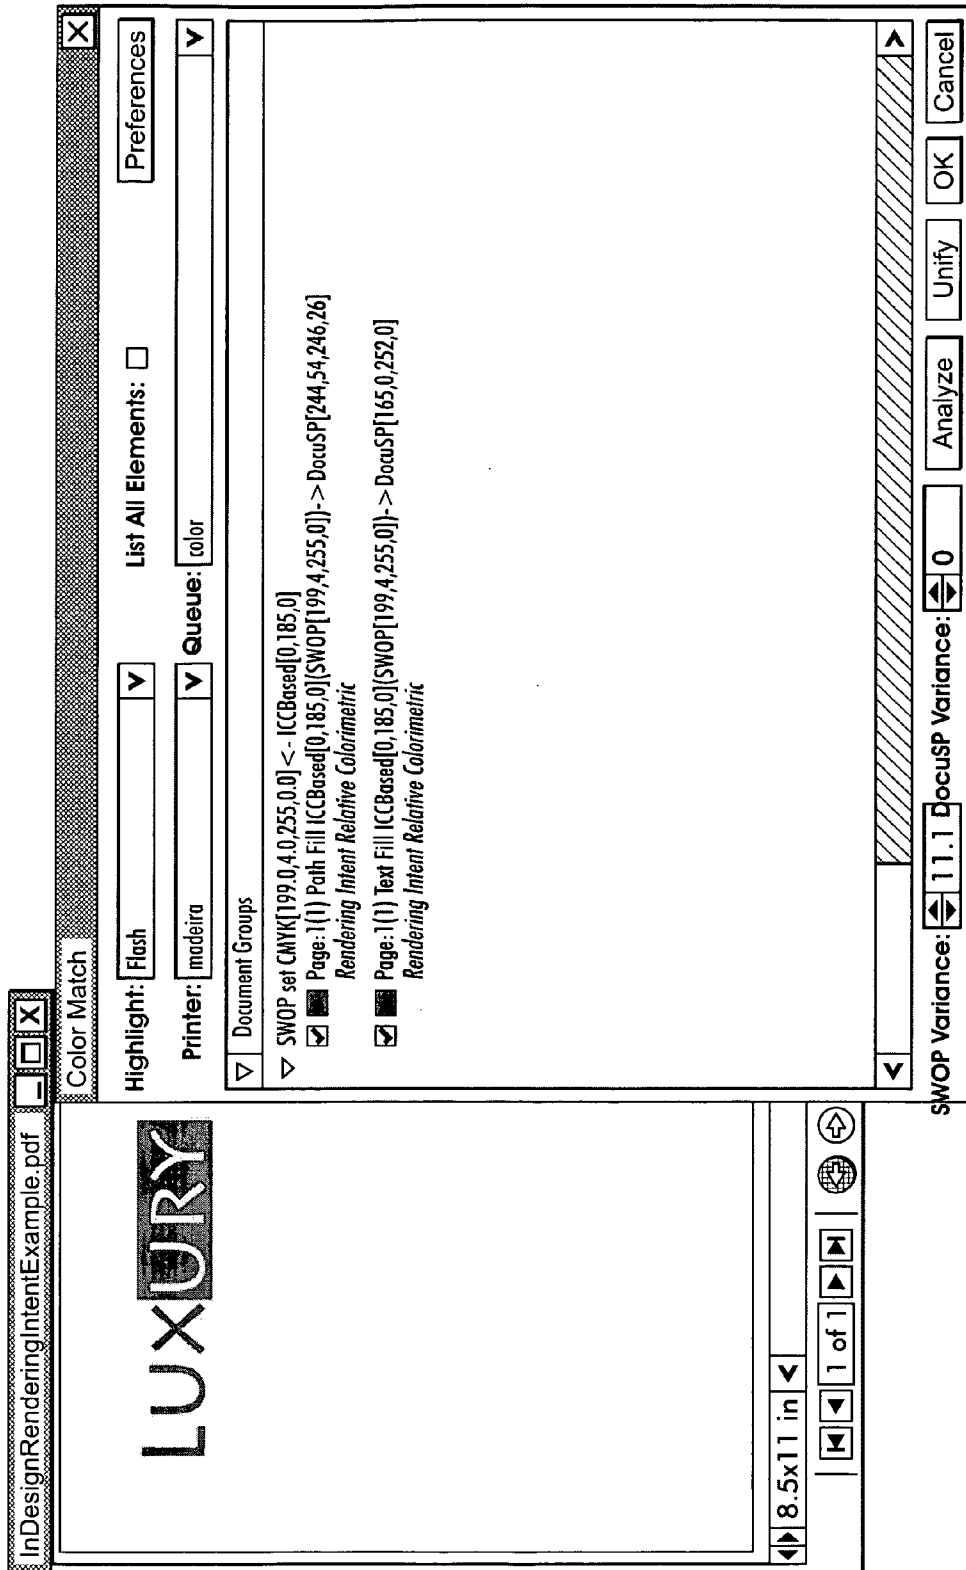 InDesignRenderingIntentExample.pdf
LUXURY
8.5x11 in
1 of 1
Color Match
Highlight: Flash
List All Elements:
Preferences
Printer: madeira
Queue: color
Document Groups
SWOP set CMYK[199.0,4.0,255,0.0] <- ICCBased[0,185,0]
Page:1(1) Path Fill ICCBased[0,185,0](SWOP[199,4,255,0])-> DocuSP[244,54,246,26]
Rendering Intent Relative Colorimetric
Page:1(1) Text Fill ICCBased[0,185,0](SWOP[199,4,255,0])-> DocuSP[165,0,252,0]
Rendering Intent Relative Colorimetric
SWOP Variance: 11.1 DocuSP Variance: 0 Analyze Unify OK Cancel